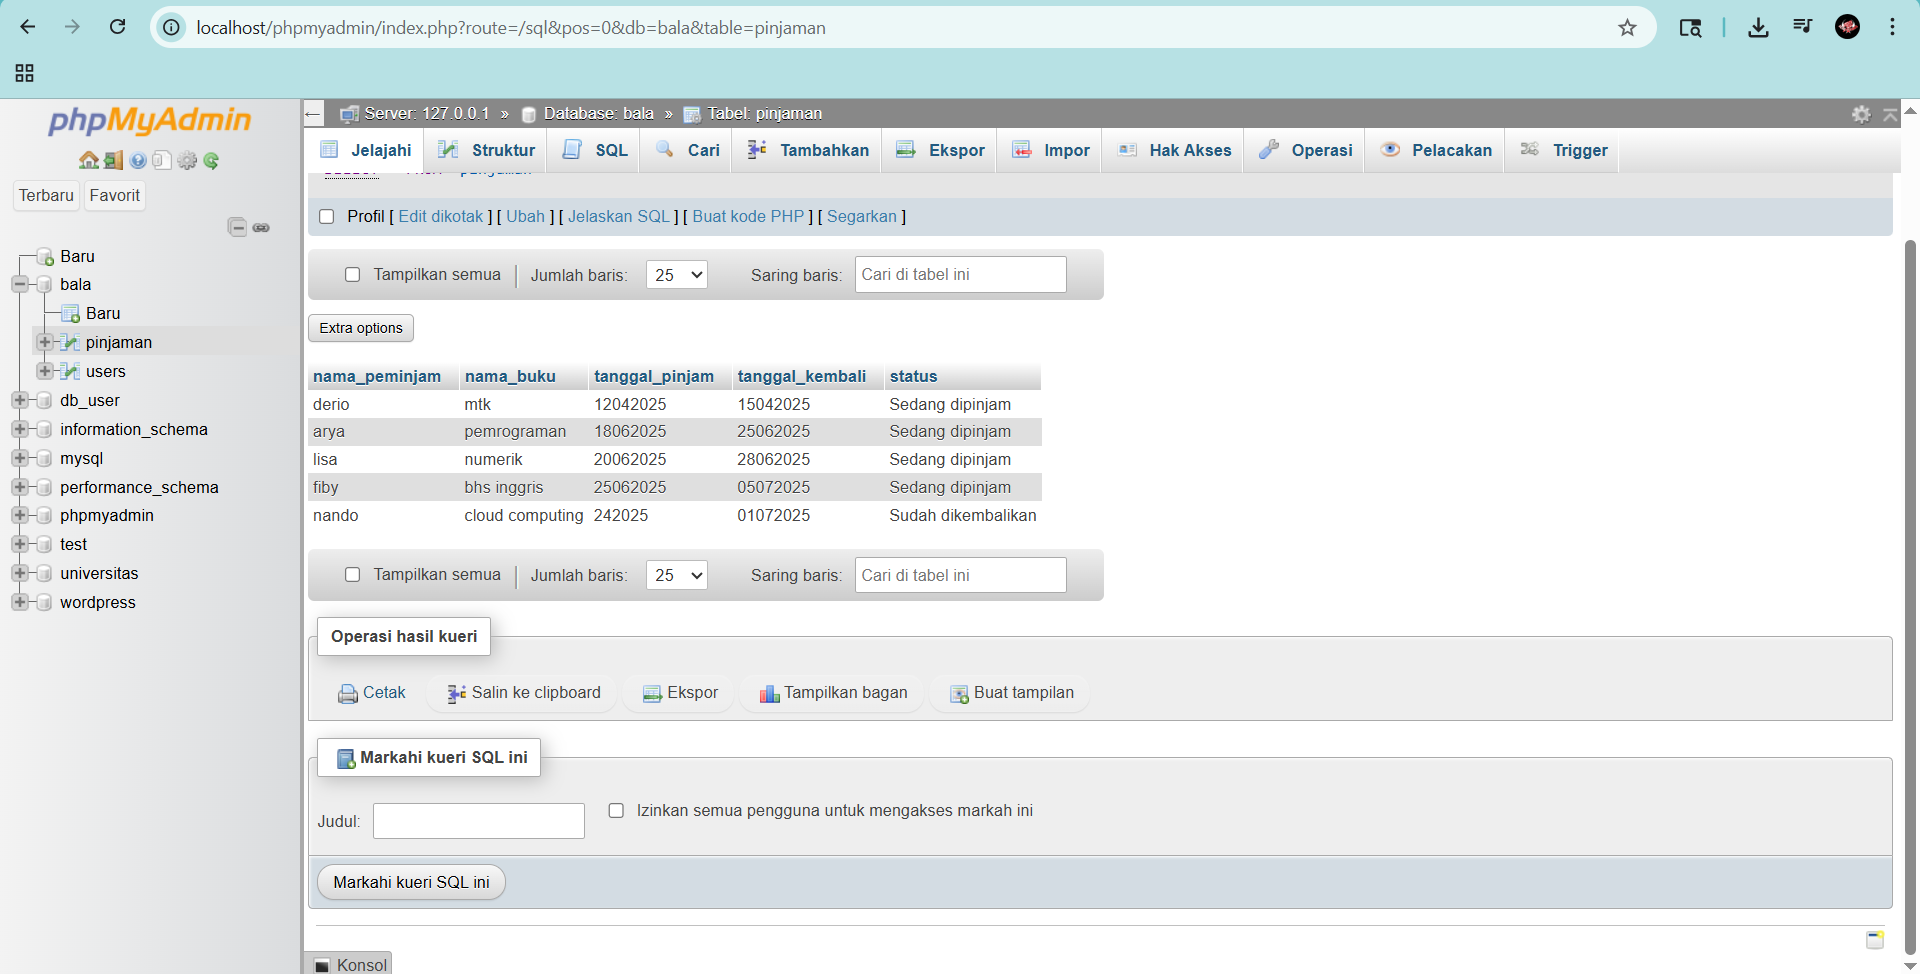 localhost/phpmyadmin/index.php?route=/sql&pos=0&db=bala&table=pinjaman
phpMyAdmin
Terbaru Favorit
Baru
bala
Baru
pinjaman
users
db_user
information_schema
mysql
performance_schema
phpmyadmin
test
universitas
wordpress
Server: 127.0.0.1 » Database: bala » Tabel: pinjaman
Jelajahi Struktur SQL Cari Tambahkan Ekspor Impor Hak Akses Operasi Pelacakan Trigger
Profil [ Edit dikotak ] [ Ubah ] [ Jelaskan SQL ] [ Buat kode PHP ] [ Segarkan ]
Tampilkan semua Jumlah baris: 25 Saring baris: Cari di tabel ini
Extra options
nama_peminjam nama_buku tanggal_pinjam tanggal_kembali status
derio mtk 12042025 15042025 Sedang dipinjam
arya pemrograman 18062025 25062025 Sedang dipinjam
lisa numerik 20062025 28062025 Sedang dipinjam
fiby bhs inggris 25062025 05072025 Sedang dipinjam
nando cloud computing 242025 01072025 Sudah dikembalikan
Tampilkan semua Jumlah baris: 25 Saring baris: Cari di tabel ini
Operasi hasil kueri
Cetak Salin ke clipboard Ekspor Tampilkan bagan Buat tampilan
Markahi kueri SQL ini
Judul: Izinkan semua pengguna untuk mengakses markah ini
Markahi kueri SQL ini
Konsol